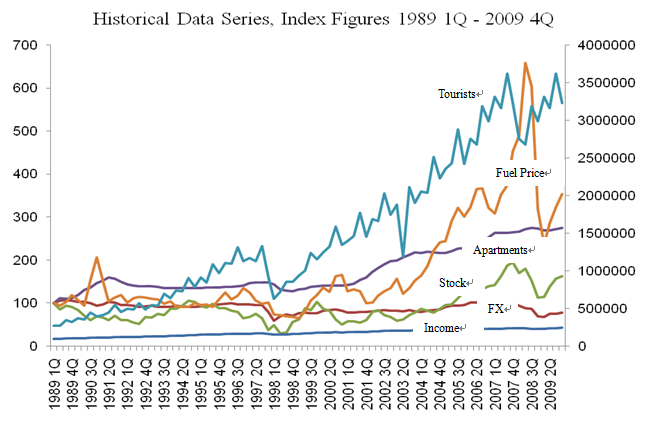 Historical Data Series, Index Figures 1989 1Q - 2009 4Q
700
600
500
400
300
200
100
0
4000000
3500000
3000000
2500000
2000000
1500000
1000000
500000
0
Tourists↵
Fuel Price↵
Apartments↵
Stock↵
FX↵
Income↵
1989 1Q
1989 4Q
1990 3Q
1991 2Q
1992 1Q
1992 4Q
1993 3Q
1994 2Q
1995 1Q
1995 4Q
1996 3Q
1997 2Q
1998 1Q
1998 4Q
1999 3Q
2000 2Q
2001 1Q
2001 4Q
2002 3Q
2003 2Q
2004 1Q
2004 4Q
2005 3Q
2006 2Q
2007 1Q
2007 4Q
2008 3Q
2009 2Q